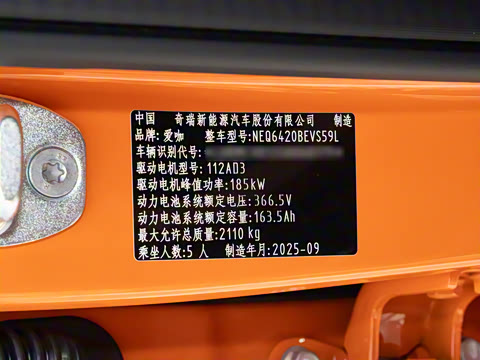 中国 奇瑞新能源汽车股份有限公司 制造
品牌: 爱咖 整车型号:NEQ6420BEVS59L
车辆识别代号:
驱动电机型号: 112AD3
驱动电机峰值功率:185kW
动力电池系统额定电压:366.5V
动力电池系统额定容量:163.5Ah
最大允许总质量:2110 kg
乘坐人数:5 人 制造年月:2025-09